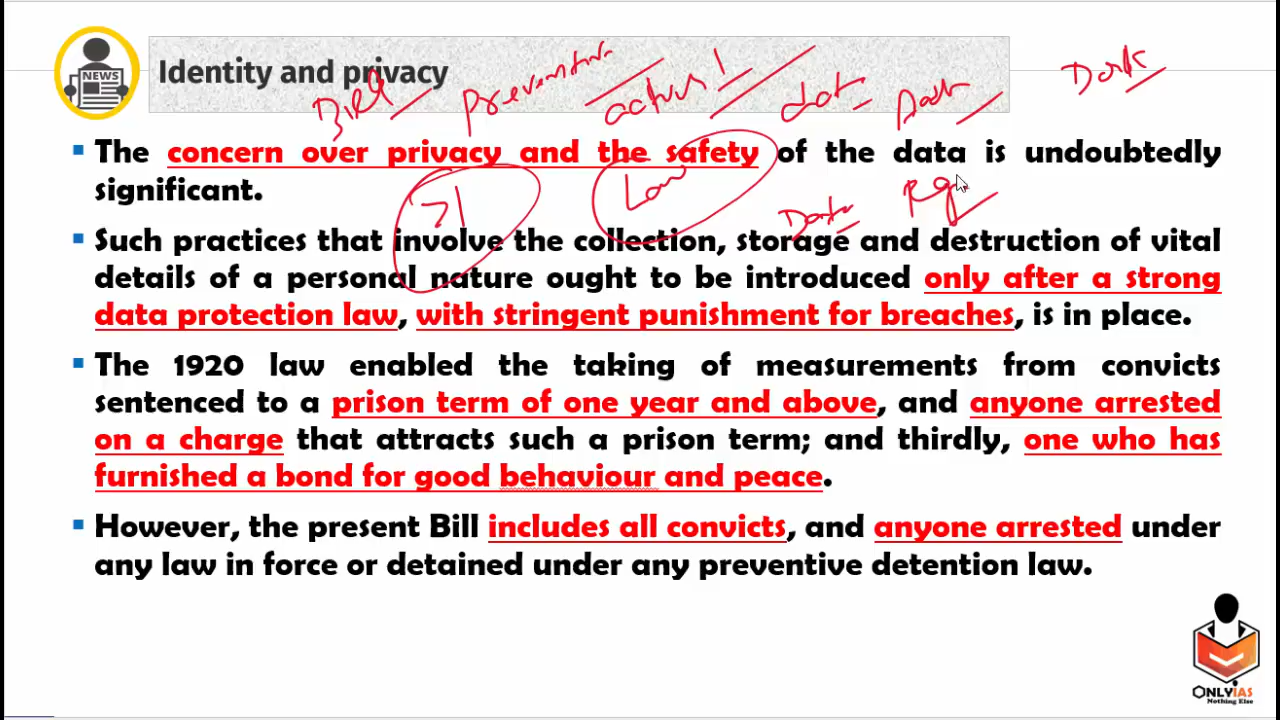 NEWS
Identity and privacy
Bill preventive actus 1 dat Dark
▪ The concern over privacy and the safety of the data is undoubtedly
significant.
71 Law Data
▪ Such practices that involve the collection, storage and destruction of vital
details of a personal nature ought to be introduced only after a strong
data protection law, with stringent punishment for breaches, is in place.
▪ The 1920 law enabled the taking of measurements from convicts
sentenced to a prison term of one year and above, and anyone arrested
on a charge that attracts such a prison term; and thirdly, one who has
furnished a bond for good behaviour and peace.
▪ However, the present Bill includes all convicts, and anyone arrested under
any law in force or detained under any preventive detention law.
ONLYIAS
Nothing Else